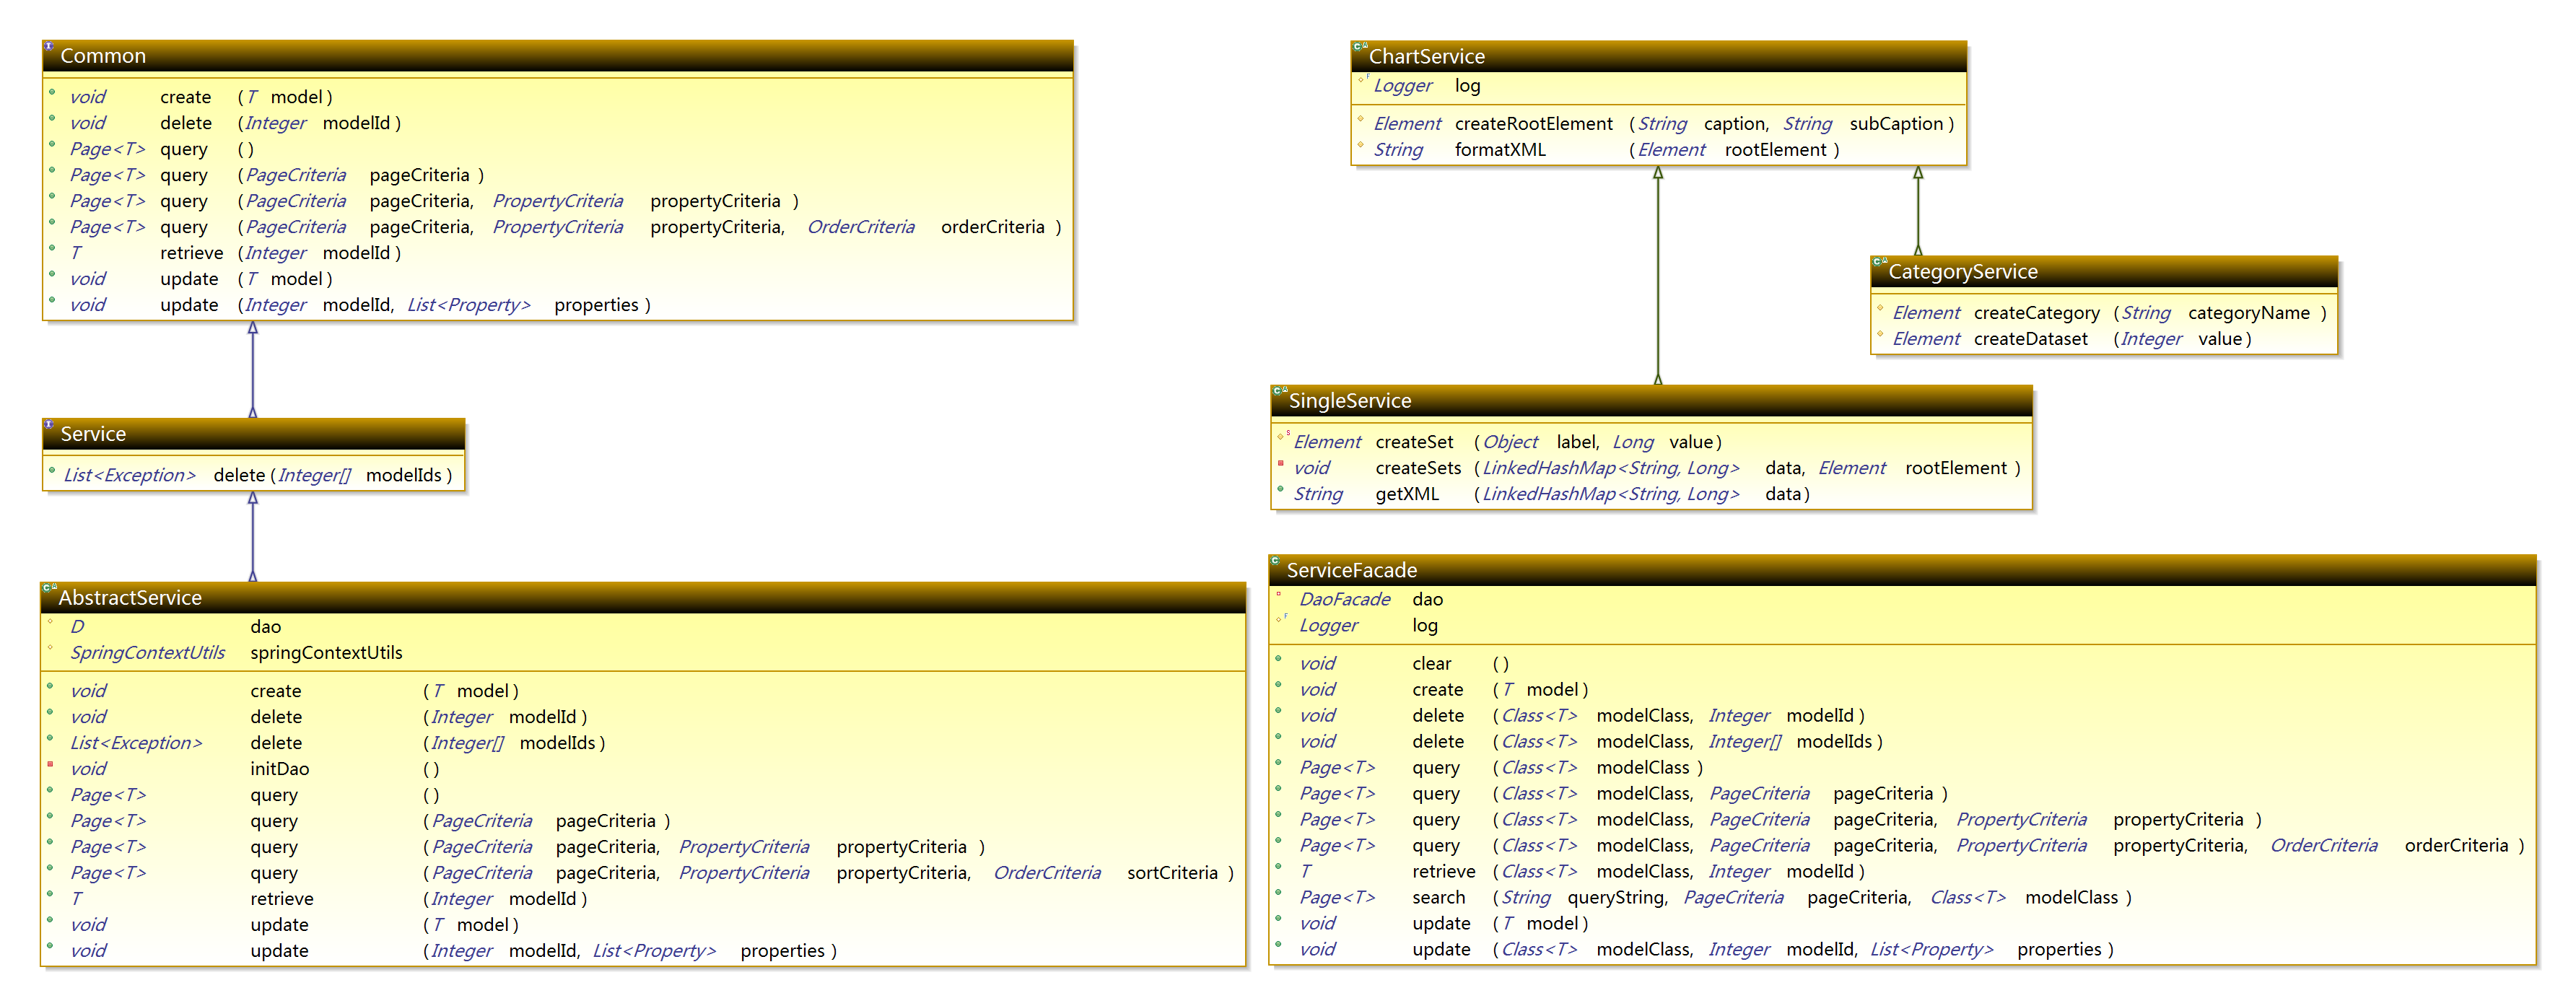 Common
void create (T model)
void delete (Integer modelId)
Page<T> query ()
Page<T> query (PageCriteria pageCriteria)
Page<T> query (PageCriteria pageCriteria, PropertyCriteria propertyCriteria)
Page<T> query (PageCriteria pageCriteria, PropertyCriteria propertyCriteria, OrderCriteria orderCriteria)
T retrieve (Integer modelId)
void update (T model)
void update (Integer modelId, List<Property> properties)
Service
List<Exception> delete (Integer[] modelIds)
AbstractService
D dao
SpringContextUtils springContextUtils
void create (T model)
void delete (Integer modelId)
List<Exception> delete (Integer[] modelIds)
void initDao ()
Page<T> query ()
Page<T> query (PageCriteria pageCriteria)
Page<T> query (PageCriteria pageCriteria, PropertyCriteria propertyCriteria)
Page<T> query (PageCriteria pageCriteria, PropertyCriteria propertyCriteria, OrderCriteria sortCriteria)
T retrieve (Integer modelId)
void update (T model)
void update (Integer modelId, List<Property> properties)
ChartService
Logger log
Element createRootElement (String caption, String subCaption)
String formatXML (Element rootElement)
CategoryService
Element createCategory (String categoryName)
Element createDataset (Integer value)
SingleService
Element createSet (Object label, Long value)
void createSets (LinkedHashMap<String, Long> data, Element rootElement)
String getXML (LinkedHashMap<String, Long> data)
ServiceFacade
DaoFacade dao
Logger log
void clear ()
void create (T model)
void delete (Class<T> modelClass, Integer modelId)
void delete (Class<T> modelClass, Integer[] modelIds)
Page<T> query (Class<T> modelClass)
Page<T> query (Class<T> modelClass, PageCriteria pageCriteria)
Page<T> query (Class<T> modelClass, PageCriteria pageCriteria, PropertyCriteria propertyCriteria)
Page<T> query (Class<T> modelClass, PageCriteria pageCriteria, PropertyCriteria propertyCriteria, OrderCriteria orderCriteria)
T retrieve (Class<T> modelClass, Integer modelId)
Page<T> search (String queryString, PageCriteria pageCriteria, Class<T> modelClass)
void update (T model)
void update (Class<T> modelClass, Integer modelId, List<Property> properties)